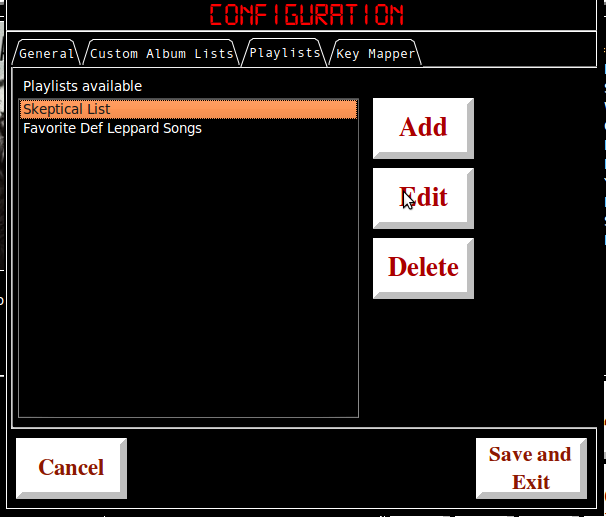 CONFIGURATION
General
Custom Album Lists
Playlists
Key Mapper
Playlists available
Skeptical List
Favorite Def Leppard Songs
Add
Edit
Delete
Cancel
Save and
Exit